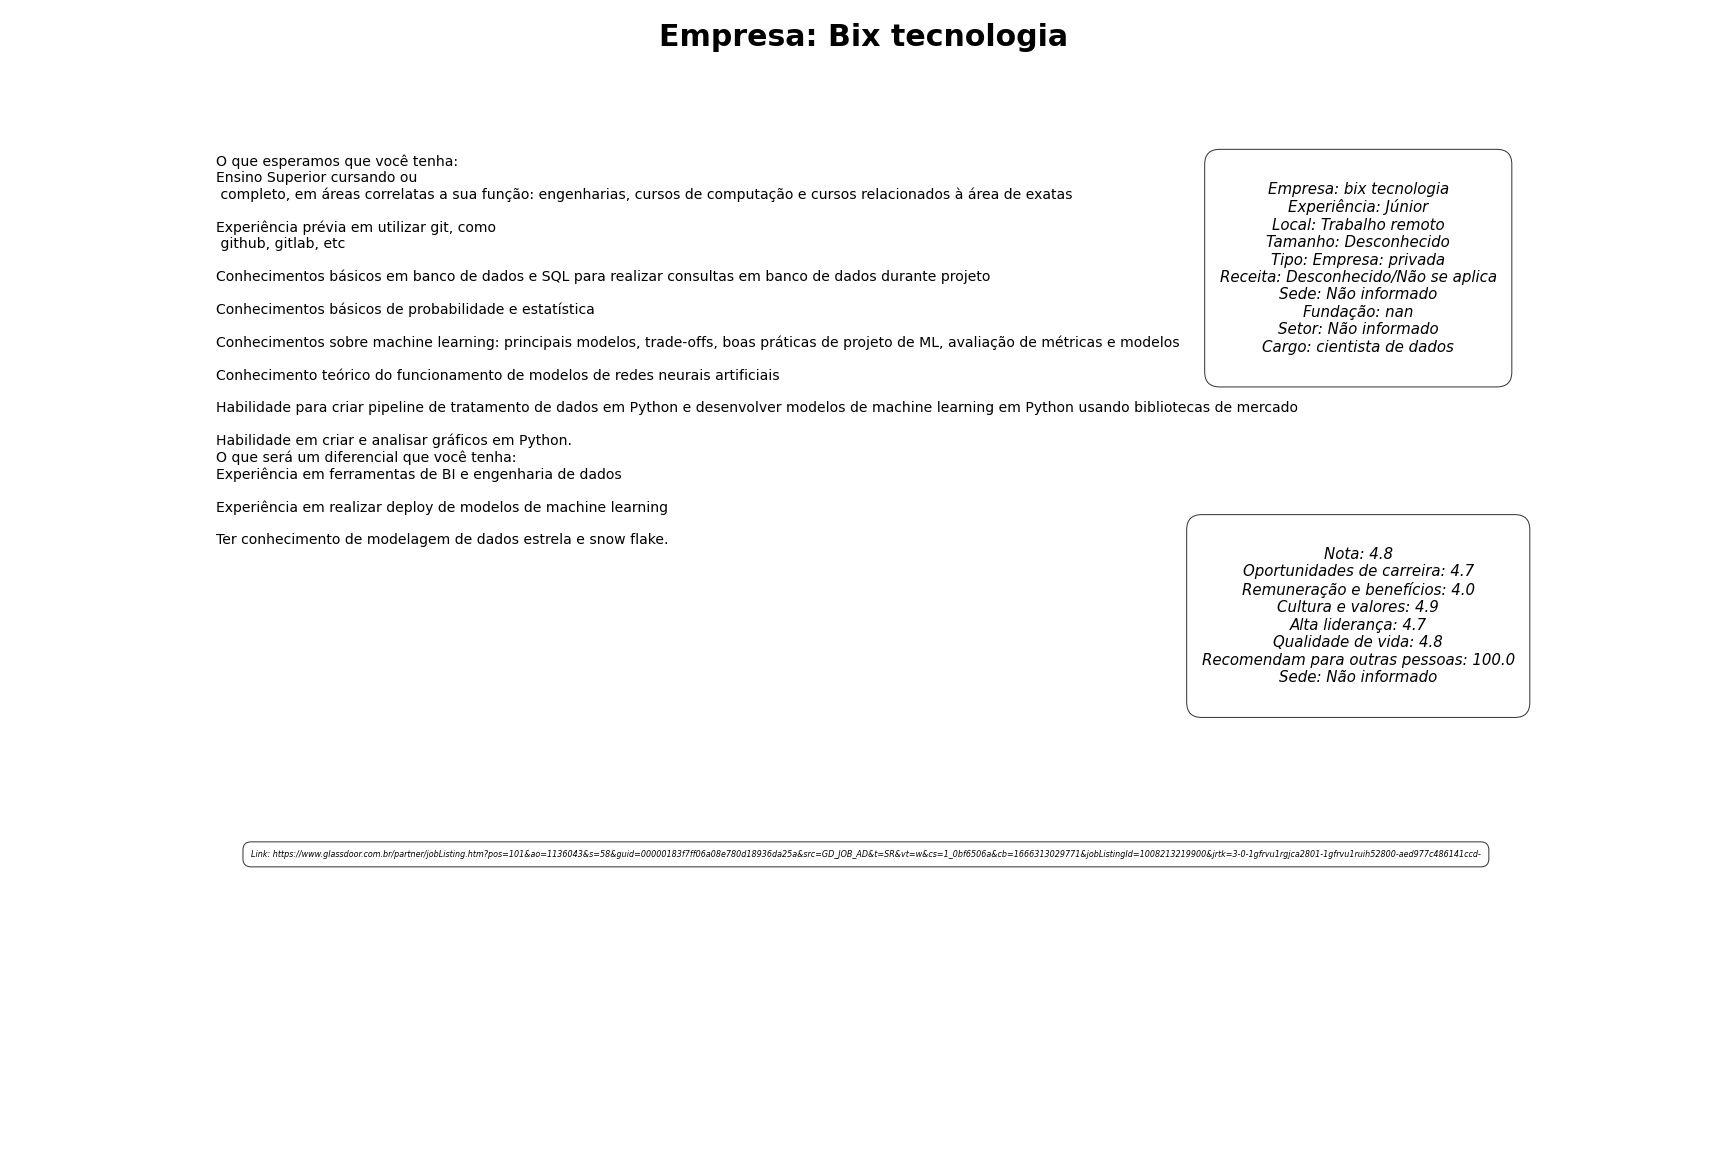 Empresa: Bix tecnologia
O que esperamos que você tenha:
Ensino Superior cursando ou
completo, em áreas correlatas a sua função: engenharias, cursos de computação e cursos relacionados à área de exatas
Experiência prévia em utilizar git, como
github, gitlab, etc
Conhecimentos básicos em banco de dados e SQL para realizar consultas em banco de dados durante projeto
Conhecimentos básicos de probabilidade e estatística
Conhecimentos sobre machine learning: principais modelos, trade-offs, boas práticas de projeto de ML, avaliação de métricas e modelos
Conhecimento teórico do funcionamento de modelos de redes neurais artificiais
Habilidade para criar pipeline de tratamento de dados em Python e desenvolver modelos de machine learning em Python usando bibliotecas de mercado
Habilidade em criar e analisar gráficos em Python.
O que será um diferencial que você tenha:
Experiência em ferramentas de BI e engenharia de dados
Experiência em realizar deploy de modelos de machine learning
Ter conhecimento de modelagem de dados estrela e snow flake.
Empresa: bix tecnologia
Experiência: Júnior
Local: Trabalho remoto
Tamanho: Desconhecido
Tipo: Empresa: privada
Receita: Desconhecido/Não se aplica
Sede: Não informado
Fundação: nan
Setor: Não informado
Cargo: cientista de dados
Nota: 4.8
Oportunidades de carreira: 4.7
Remuneração e benefícios: 4.0
Cultura e valores: 4.9
Alta liderança: 4.7
Qualidade de vida: 4.8
Recomendam para outras pessoas: 100.0
Sede: Não informado
Link: https://www.glassdoor.com.br/partner/jobListing.htm?pos=101&ao=1136043&s=58&guid=00000183f7ff06a08e780d18936da25a&src=GD_JOB_AD&t=SR&vt=w&cs=1_0bf6506a&cb=1666313029771&jobListingId=1008213219900&jrtk=3-0-1gfrvu1rgjca2801-1gfrvu1ruih52800-aed977c486141ccd-